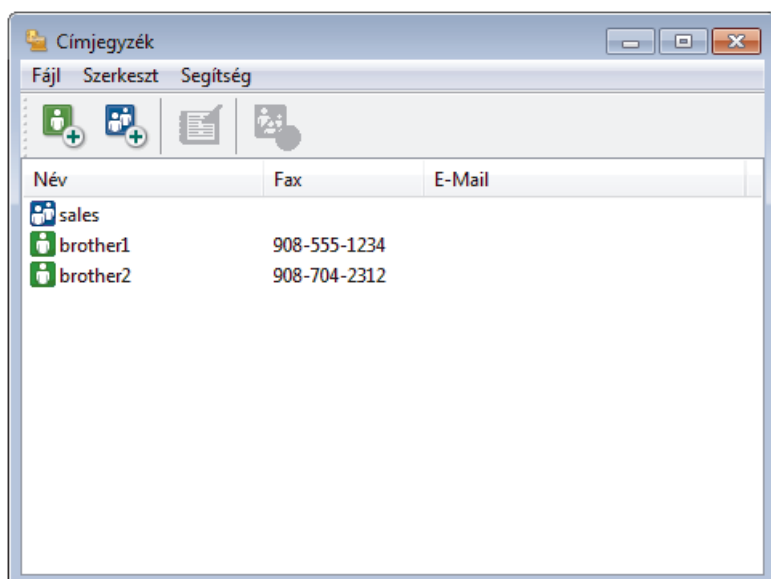 Címjegyzék
Fájl Szerkeszt Segítség
Név Fax E-Mail
sales
brother1 908-555-1234
brother2 908-704-2312